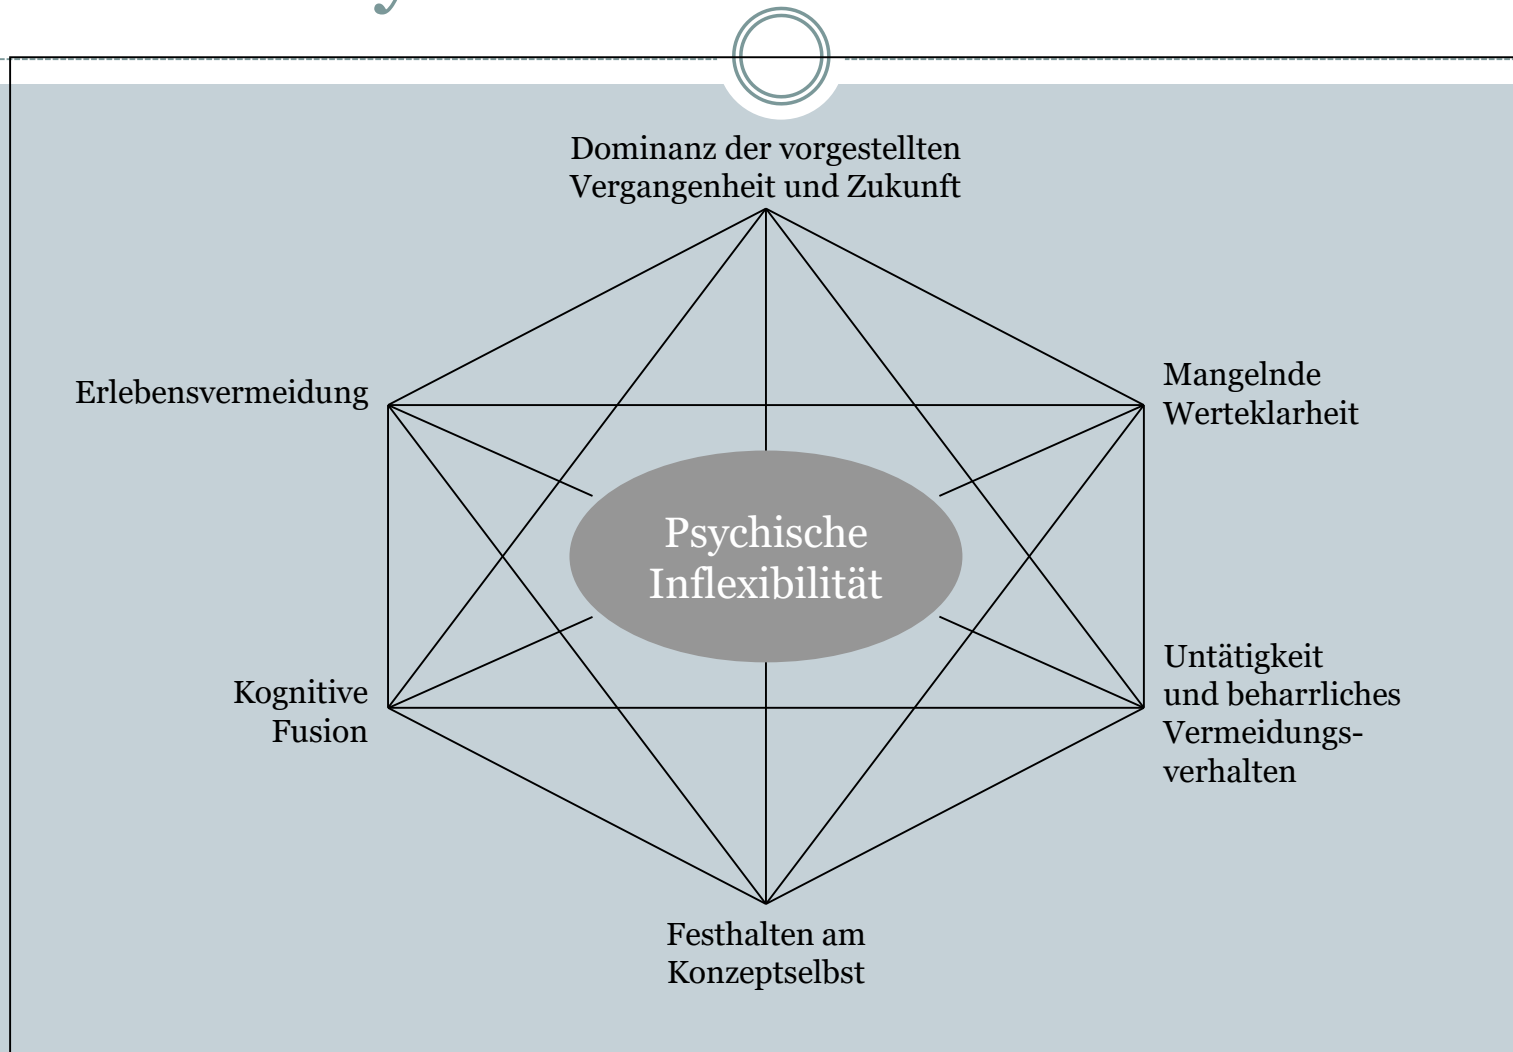 Dominanz der vorgestellten
Vergangenheit und Zukunft
Erlebensvermeidung
Mangelnde
Werteklarheit
Psychische
Inflexibilität
Kognitive
Fusion
Untätigkeit
und beharrliches
Vermeidungs-
verhalten
Festhalten am
Konzeptselbst